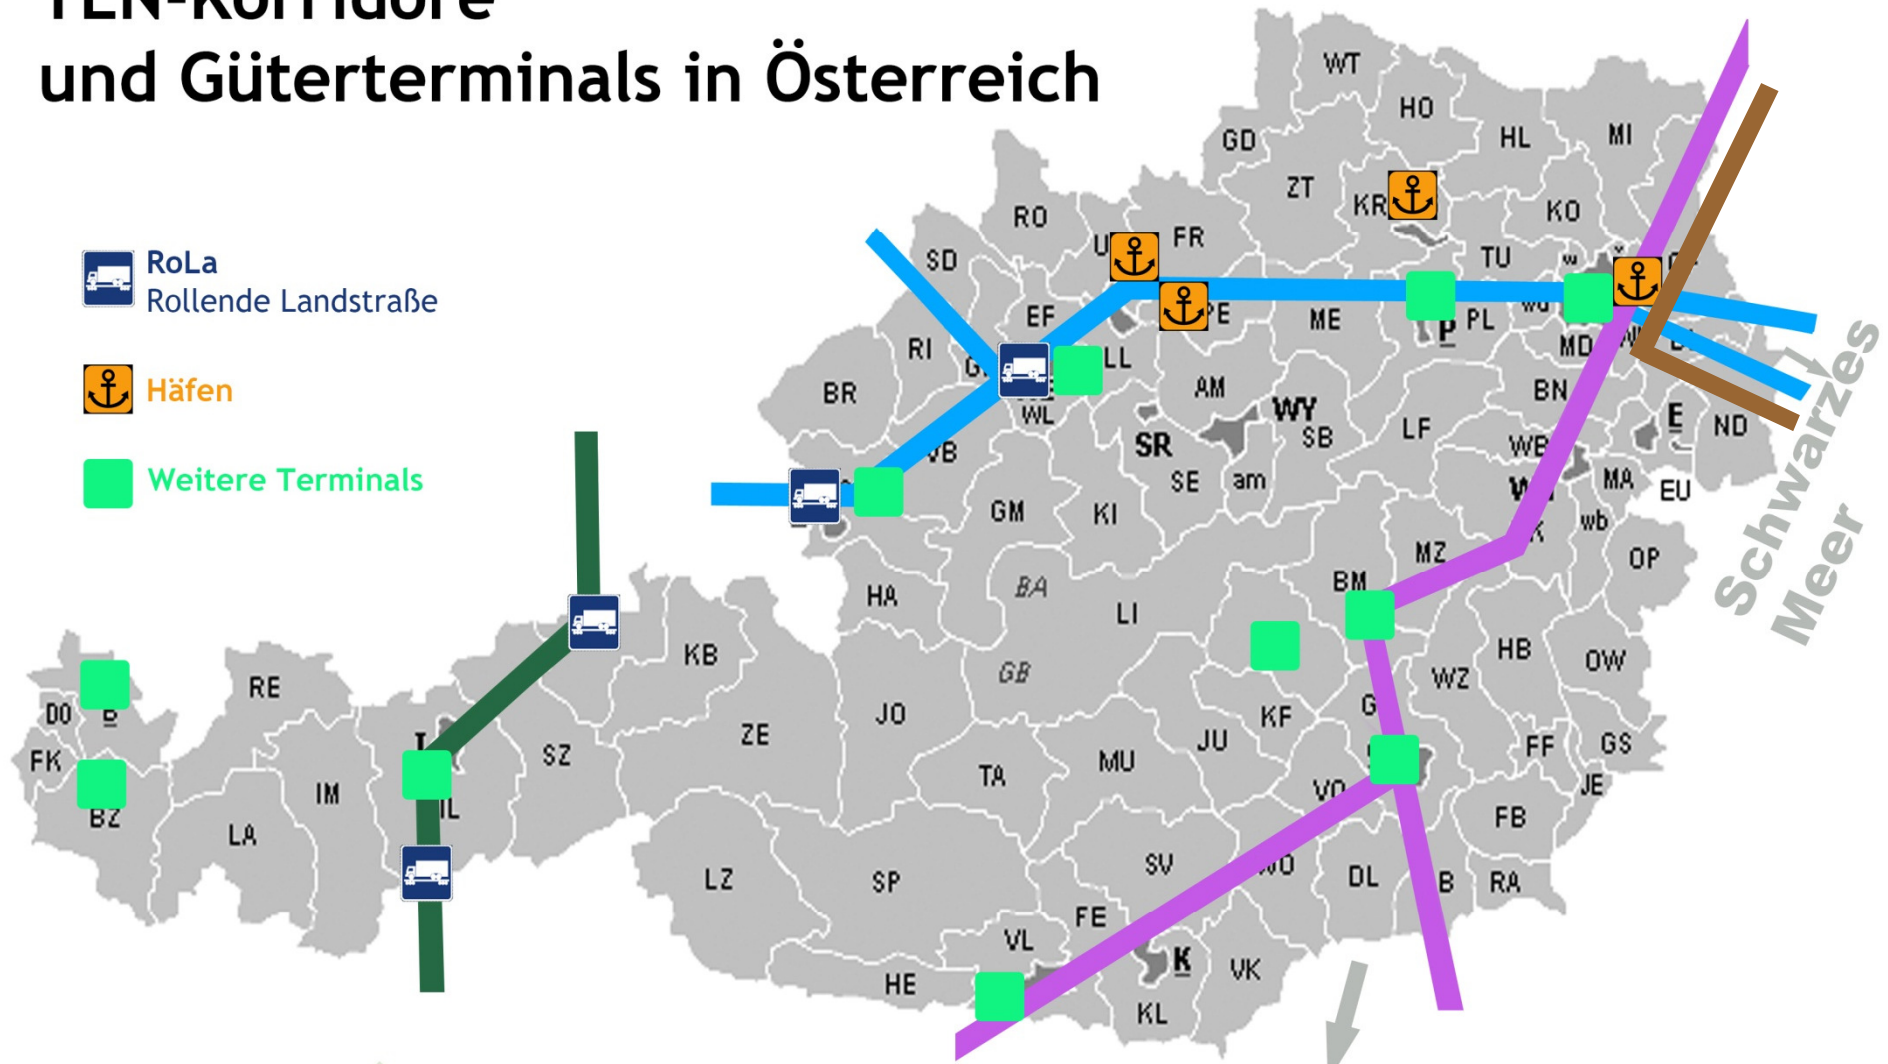 TEN-Korridore
und Güterterminals in Österreich
RoLa
Rollende Landstraße
Häfen
Weitere Terminals
WT
HO
GD
HL
MI
ZT
KR
KO
RO
FR
U
SD
TU
w
EF
PE
ME
P
PL
wu
RI
LL
MD
BR
AM
BN
WL
WY
SB
LF
E
ND
SR
WB
VB
SE
am
MA
EU
GM
KI
wb
MZ
OP
BM
HA
BA
LI
KB
HB
OW
RE
GB
WZ
DO
B
JO
KF
G
FK
I
SZ
ZE
JU
FF
GS
MU
TA
IM
VO
JE
BZ
IL
LA
FB
LZ
SP
SV
WO
DL
B
RA
FE
VL
K
VK
HE
KL
Schwarzes
Meer